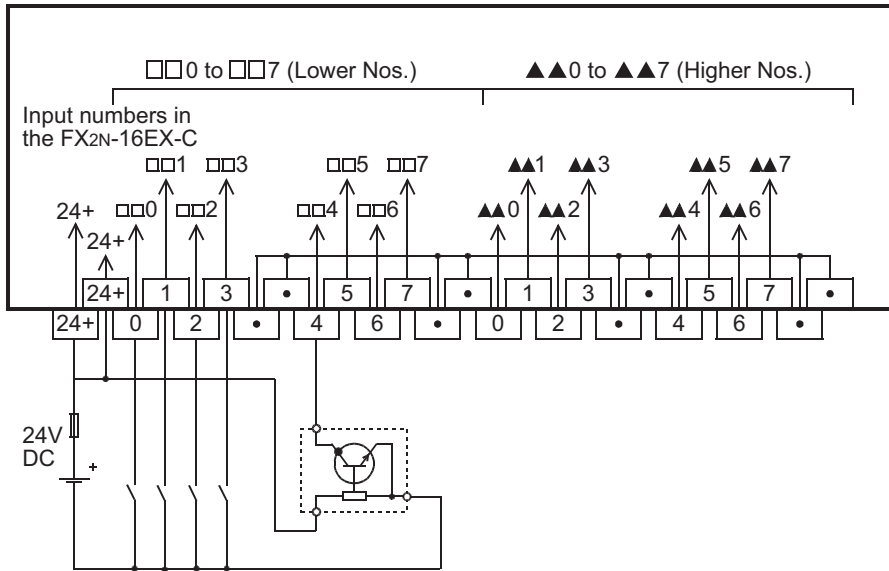 □□0 to □□7 (Lower Nos.)
▲▲0 to ▲▲7 (Higher Nos.)
Input numbers in
the FX2N-16EX-C
□□1 □□3 □□5 □□7 ▲▲1 ▲▲3 ▲▲5 ▲▲7
24+ □□0 □□2 □□4 □□6 ▲▲0 ▲▲2 ▲▲4 ▲▲6
24+
24+ 1 3 • 5 7 • 1 3 • 5 7 •
24+ 0 2 • 4 6 • 0 2 • 4 6 •
24V
DC
+